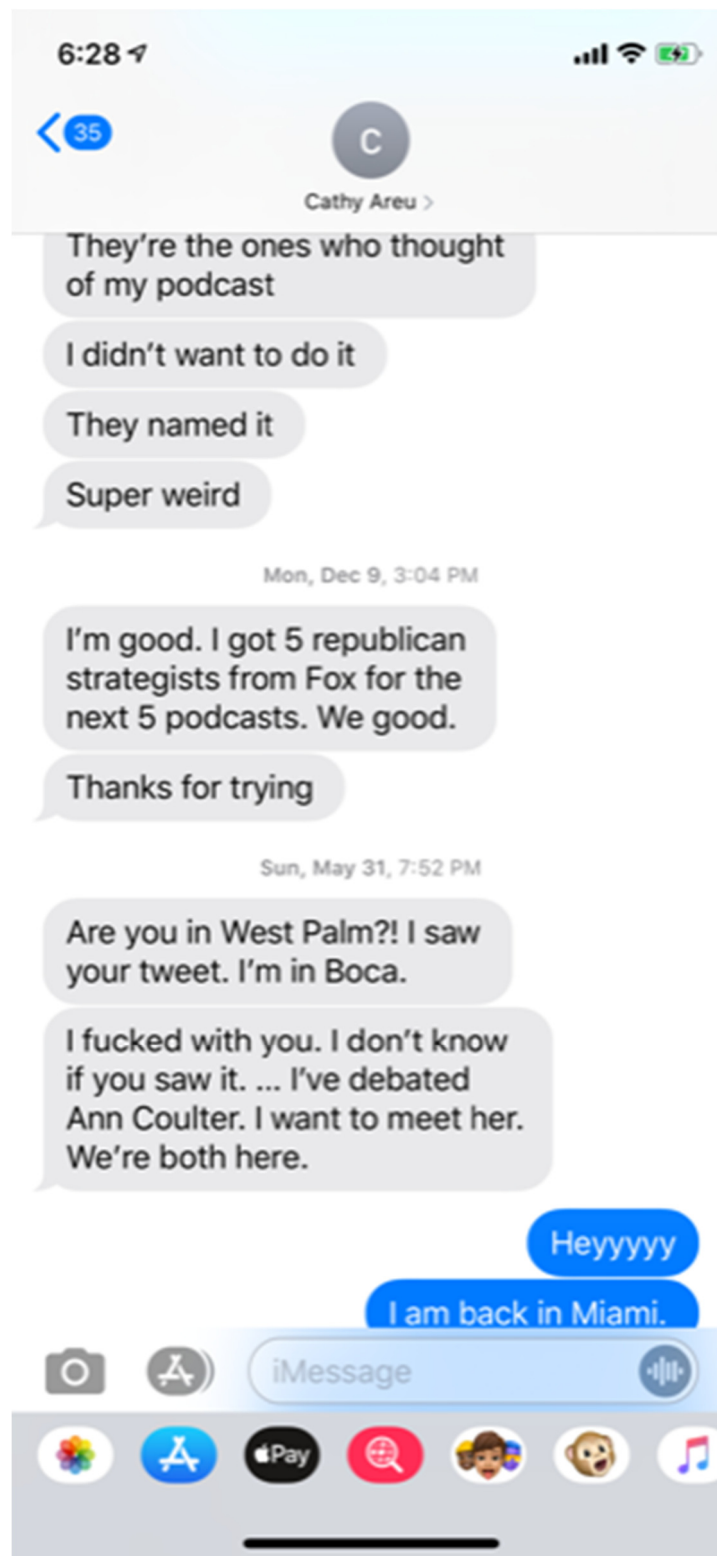 6:28
35
C
Cathy Areu
They're the ones who thought
of my podcast
I didn't want to do it
They named it
Super weird
Mon, Dec 9, 3:04 PM
I'm good. I got 5 republican
strategists from Fox for the
next 5 podcasts. We good.
Thanks for trying
Sun, May 31, 7:52 PM
Are you in West Palm?! I saw
your tweet. I'm in Boca.
I fucked with you. I don't know
if you saw it. ... I've debated
Ann Coulter. I want to meet her.
We're both here.
Heyyyyy
I am back in Miami.
iMessage
Pay